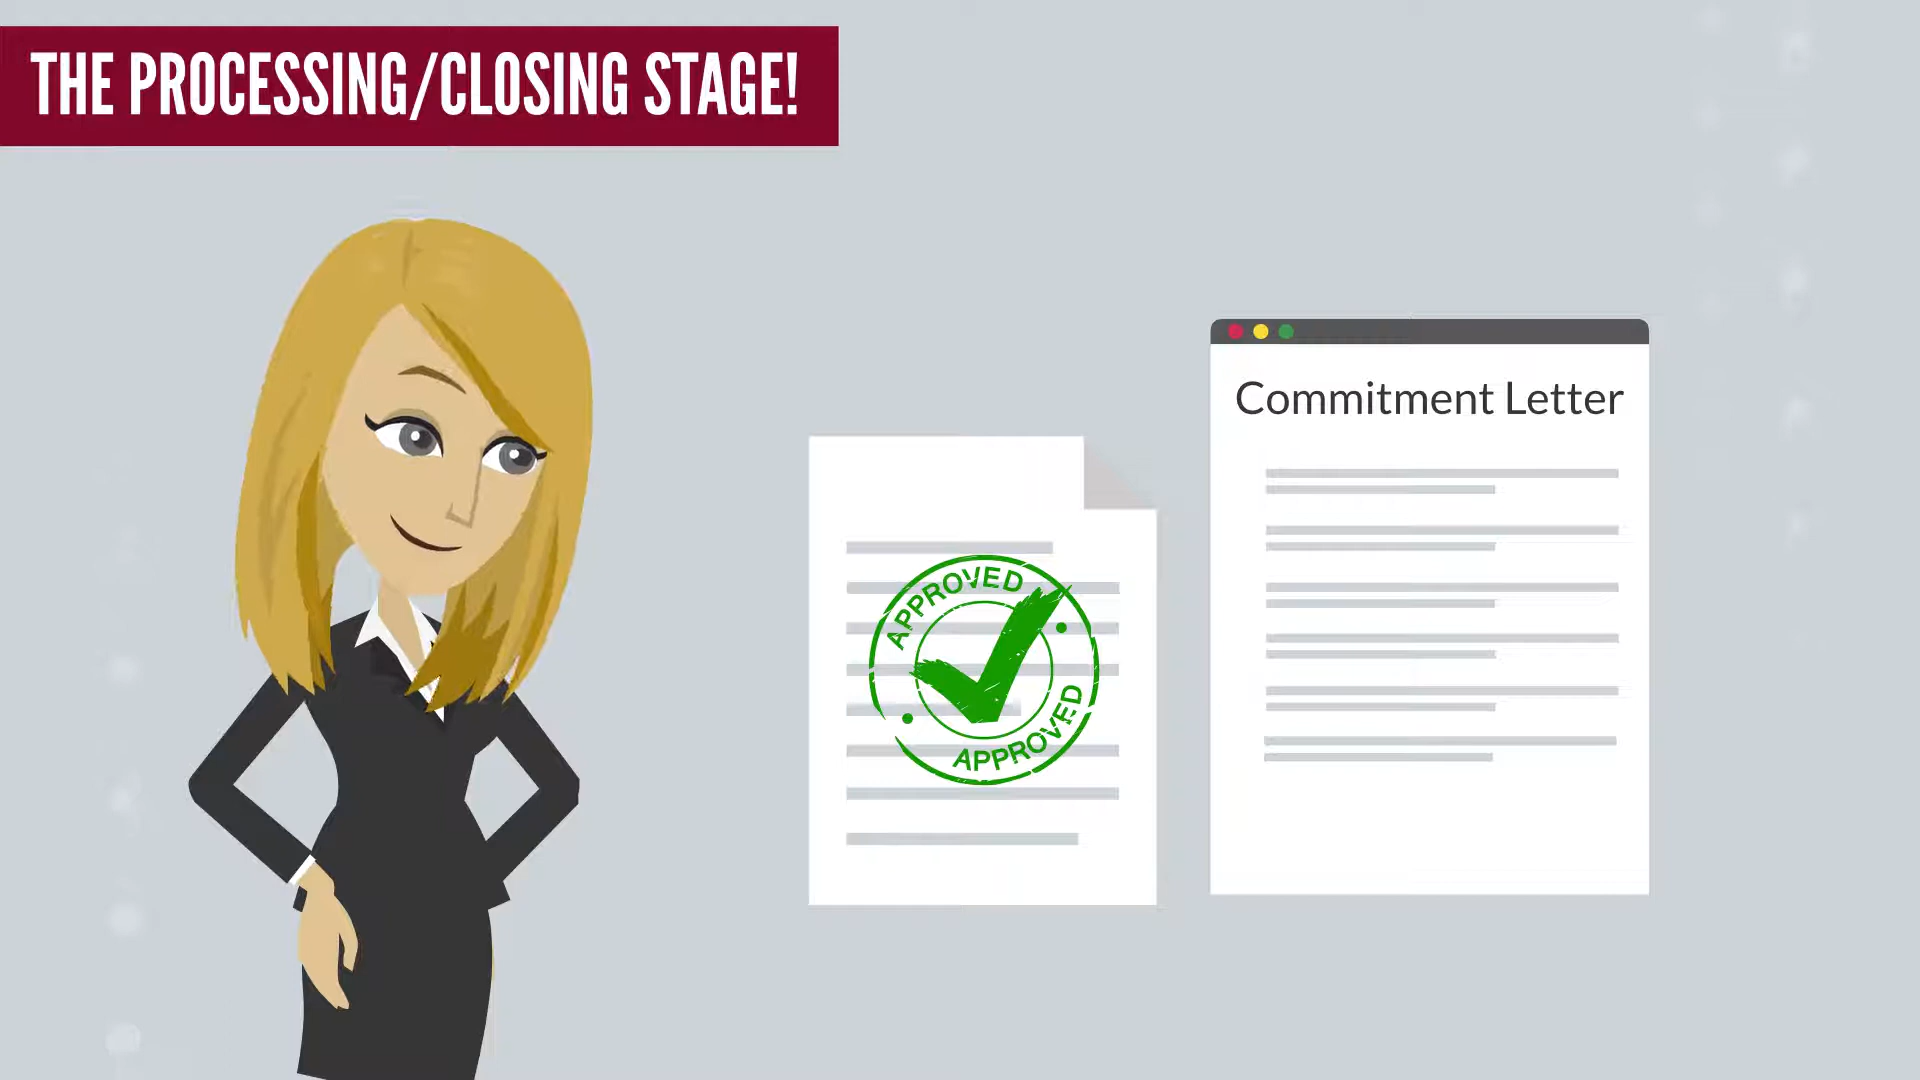 THE PROCESSING/CLOSING STAGE!
Commitment Letter
APPROVED
APPROVED